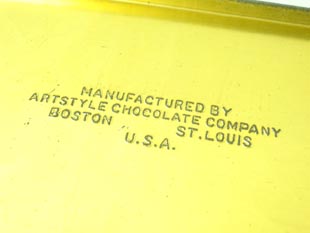 MANUFACTURED BY
ARTSTYLE CHOCOLATE COMPANY
BOSTON ST. LOUIS
U.S.A.